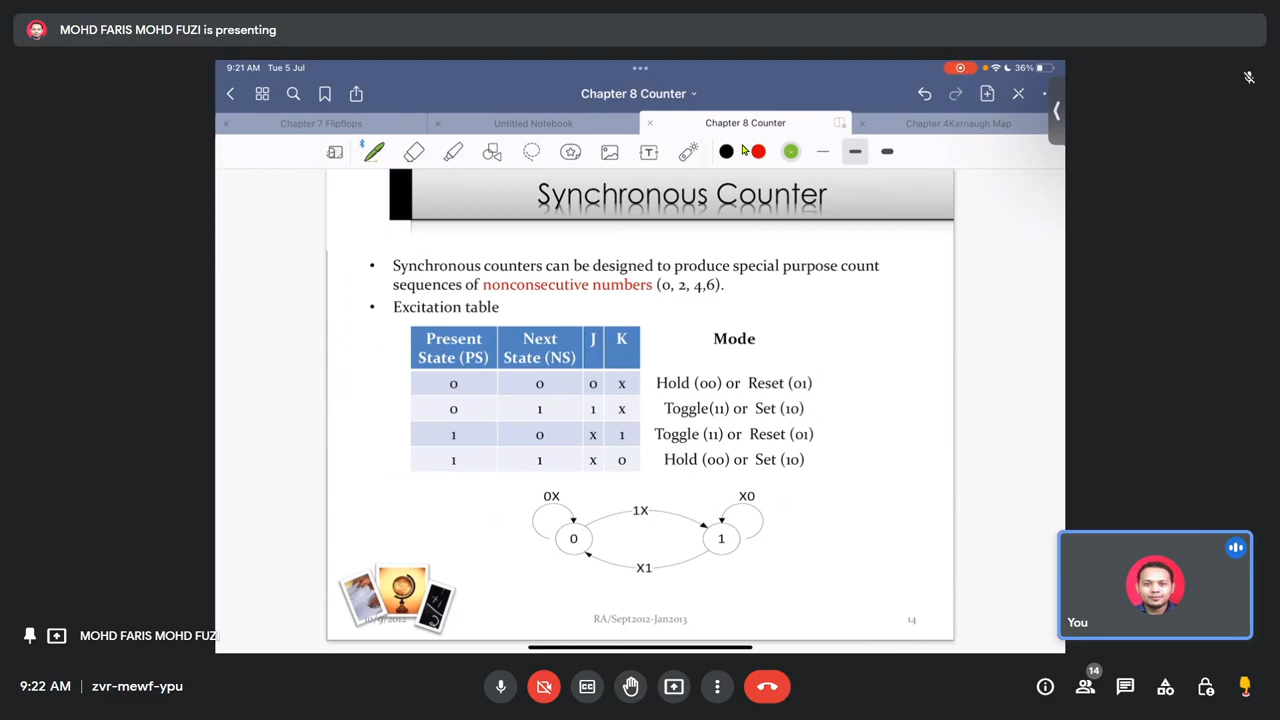 MOHD FARIS MOHD FUZI is presenting
9:21 AM Tue 5 Jul
36%
Chapter 8 Counter
Chapter 7 Flipflops
Untitled Notebook
Chapter 8 Counter
Chapter 4Karnaugh Map
Synchronous Counter
• Synchronous counters can be designed to produce special purpose count
sequences of nonconsecutive numbers (0, 2, 4,6).
• Excitation table
Present State (PS) Next State (NS) J K Mode
0 0 0 x Hold (00) or Reset (01)
0 1 1 x Toggle(11) or Set (10)
1 0 x 1 Toggle (11) or Reset (01)
1 1 x 0 Hold (00) or Set (10)
0X X0
1X
0 1
X1
10/9/2012 RA/Sept2012-Jan2013 14
You
MOHD FARIS MOHD FUZI
9:22 AM | zvr-mewf-ypu
14